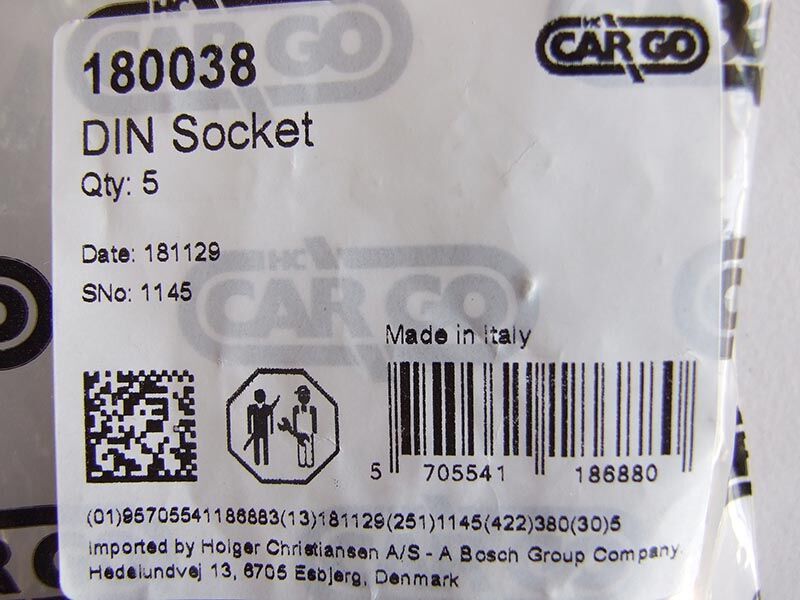 HC
CARGO
180038
DIN Socket
Qty: 5
Date: 181129
SNo: 1145
HC
CARGO
Made in Italy
5 705541 186880
(01)95705541186883(13)181129(251)1145(422)380(30)5
Imported by Holger Christiansen A/S - A Bosch Group Company.
Hedelundvej 13, 6705 Esbjerg, Denmark